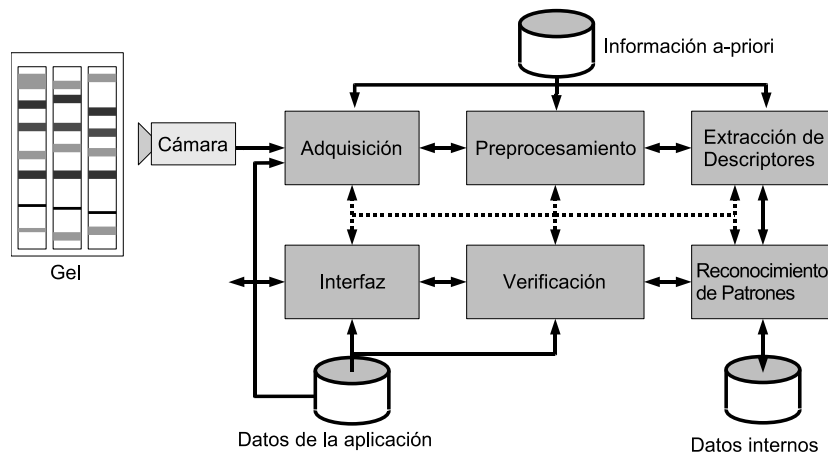 Información a-priori
Cámara
Adquisición
Preprocesamiento
Extracción de
Descriptores
Gel
Interfaz
Verificación
Reconocimiento
de Patrones
Datos de la aplicación
Datos internos